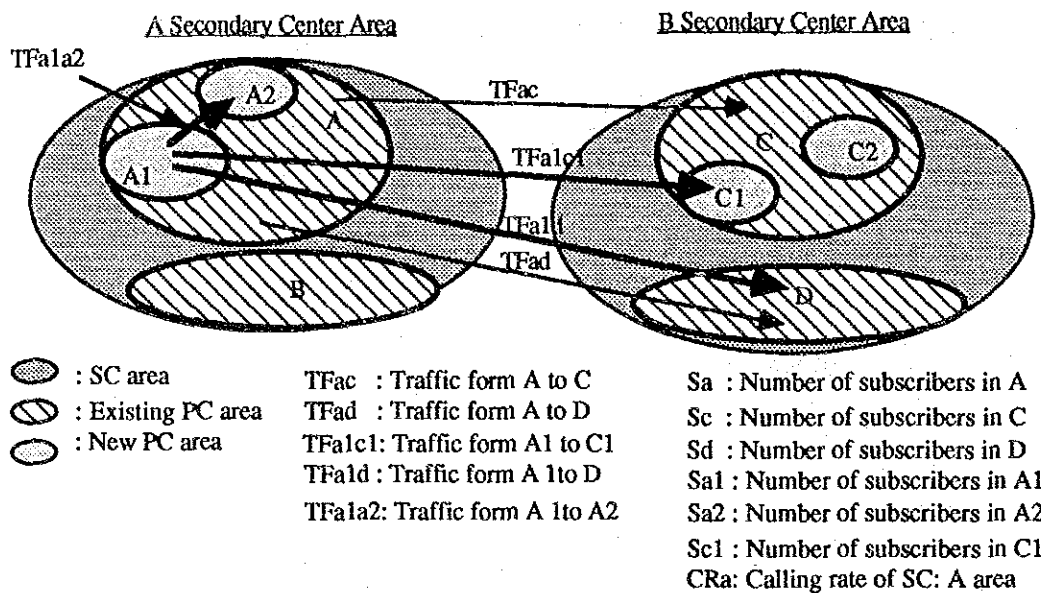 A Secondary Center Area
B Secondary Center Area
TFa1a2
A2
A
TFac
C
C2
A1
TFa1c1
C1
TFa1
TFad
B
D
: SC area
: Existing PC area
: New PC area
TFac : Traffic form A to C
TFad : Traffic form A to D
TFa1c1: Traffic form A1 to C1
TFa1d : Traffic form A 1to D
TFa1a2: Traffic form A 1to A2
Sa : Number of subscribers in A
Sc : Number of subscribers in C
Sd : Number of subscribers in D
Sa1 : Number of subscribers in A1
Sa2 : Number of subscribers in A2
Sc1 : Number of subscribers in C1
CRa: Calling rate of SC: A area